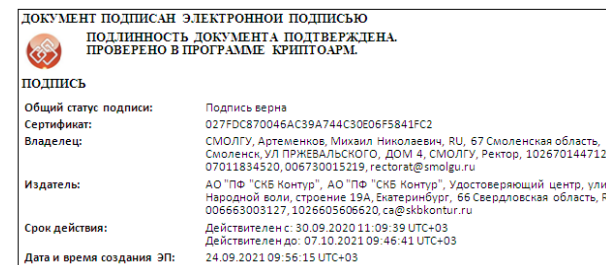 ДОКУМЕНТ ПОДПИСАН ЭЛЕКТРОННОЙ ПОДПИСЬЮ
ПОДЛИННОСТЬ ДОКУМЕНТА ПОДТВЕРЖДЕНА.
ПРОВЕРЕНО В ПРОГРАММЕ КРИПТОАРМ.
ПОДПИСЬ
Общий статус подписи: Подпись верна
Сертификат: 027FDC870046AC39A744C30E06F5841FC2
Владелец: СМОЛГУ, Артеменков, Михаил Николаевич, RU, 67 Смоленская область,
Смоленск, УЛ ПРЖЕВАЛЬСКОГО, ДОМ 4, СМОЛГУ, Ректор, 102670144712
07011834520, 006730015219, rectorat@smolgu.ru
Издатель: АО "ПФ "СКБ Контур", АО "ПФ "СКБ Контур", Удостоверяющий центр, ули
Народной воли, строение 19А, Екатеринбург, 66 Свердловская область, R
006663003127, 1026605606620, ca@skbkontur.ru
Срок действия: Действителен с: 30.09.2020 11:09:39 UTC+03
Действителен до: 07.10.2021 09:46:41 UTC+03
Дата и время создания ЭП: 24.09.2021 09:56:15 UTC+03